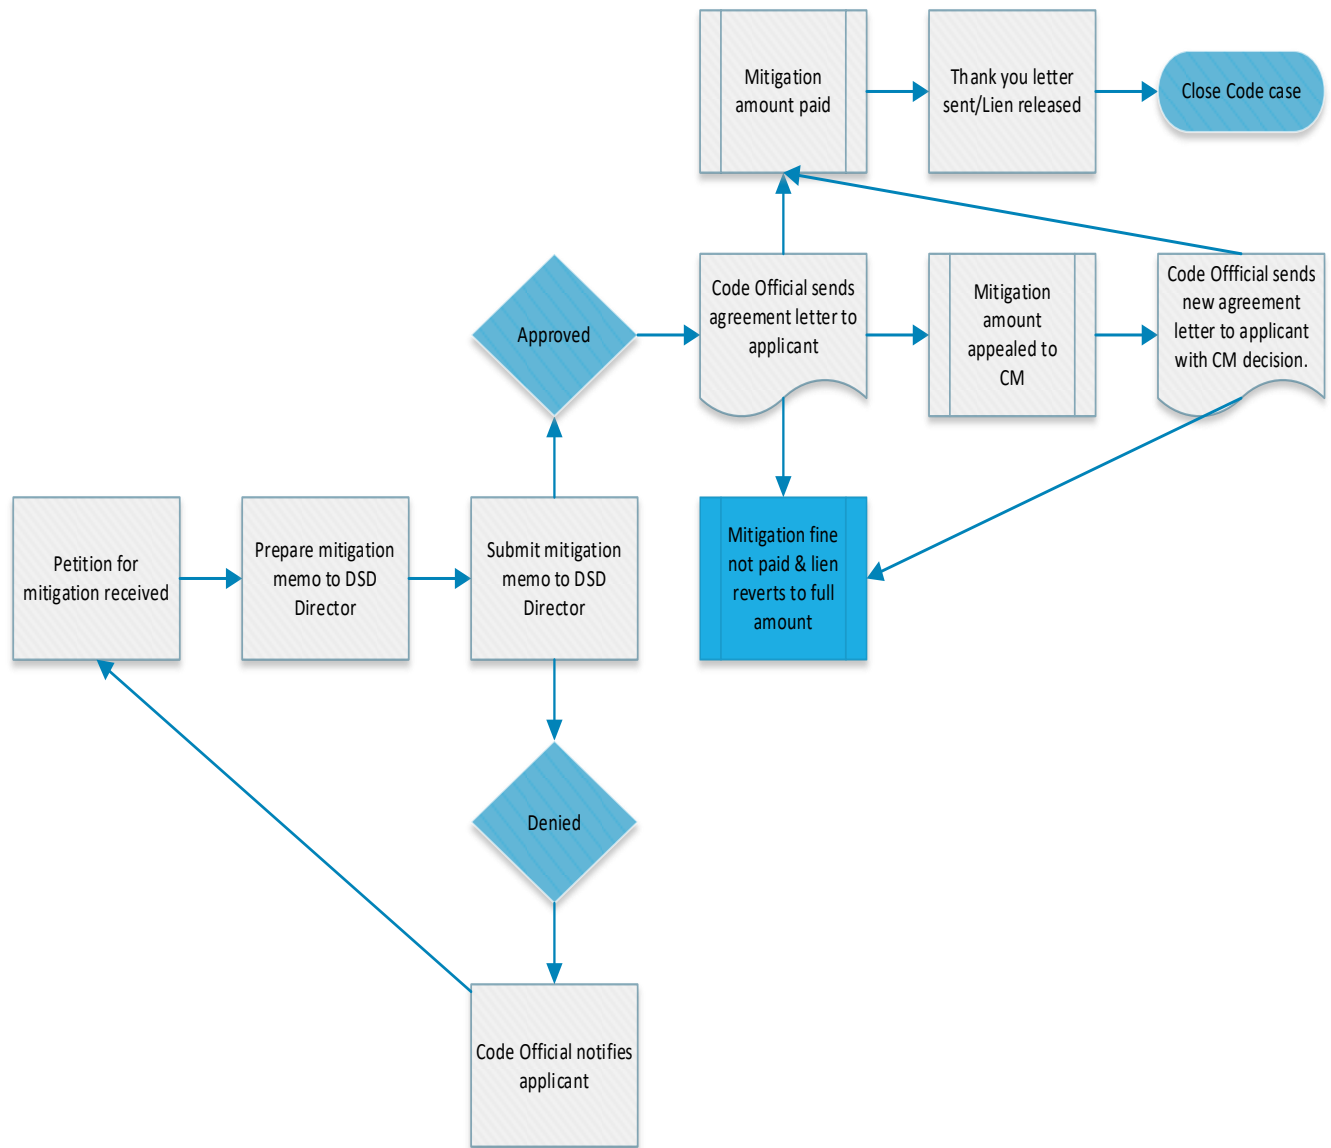 Mitigation
amount paid
Thank you letter
sent/Lien released
Close Code case
Approved
Code Official sends
agreement letter to
applicant
Mitigation
amount
appealed to
CM
Code Offficial sends
new agreement
letter to applicant
with CM decision.
Petition for
mitigation received
Prepare mitigation
memo to DSD
Director
Submit mitigation
memo to DSD
Director
Mitigation fine
not paid & lien
reverts to full
amount
Denied
Code Official notifies
applicant